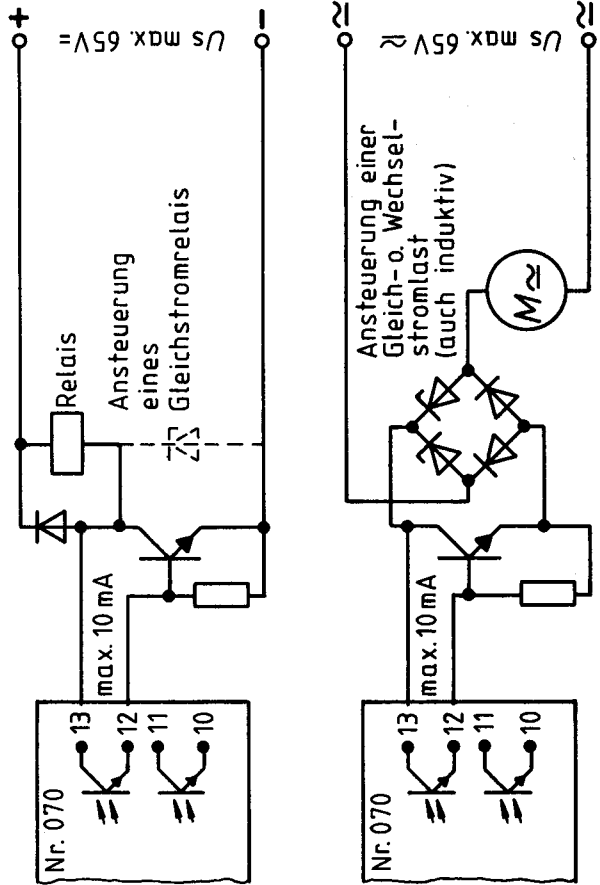 +
Us max. 65V=
−
Relais
Ansteuerung
eines
Gleichstromrelais
max. 10 mA
13
12
11
10
Nr. 070
≂
Us max. 65V ≂
≂
Ansteuerung einer
Gleich- o. Wechsel-
stromlast
(auch induktiv)
M≂
max. 10 mA
13
12
11
10
Nr. 070